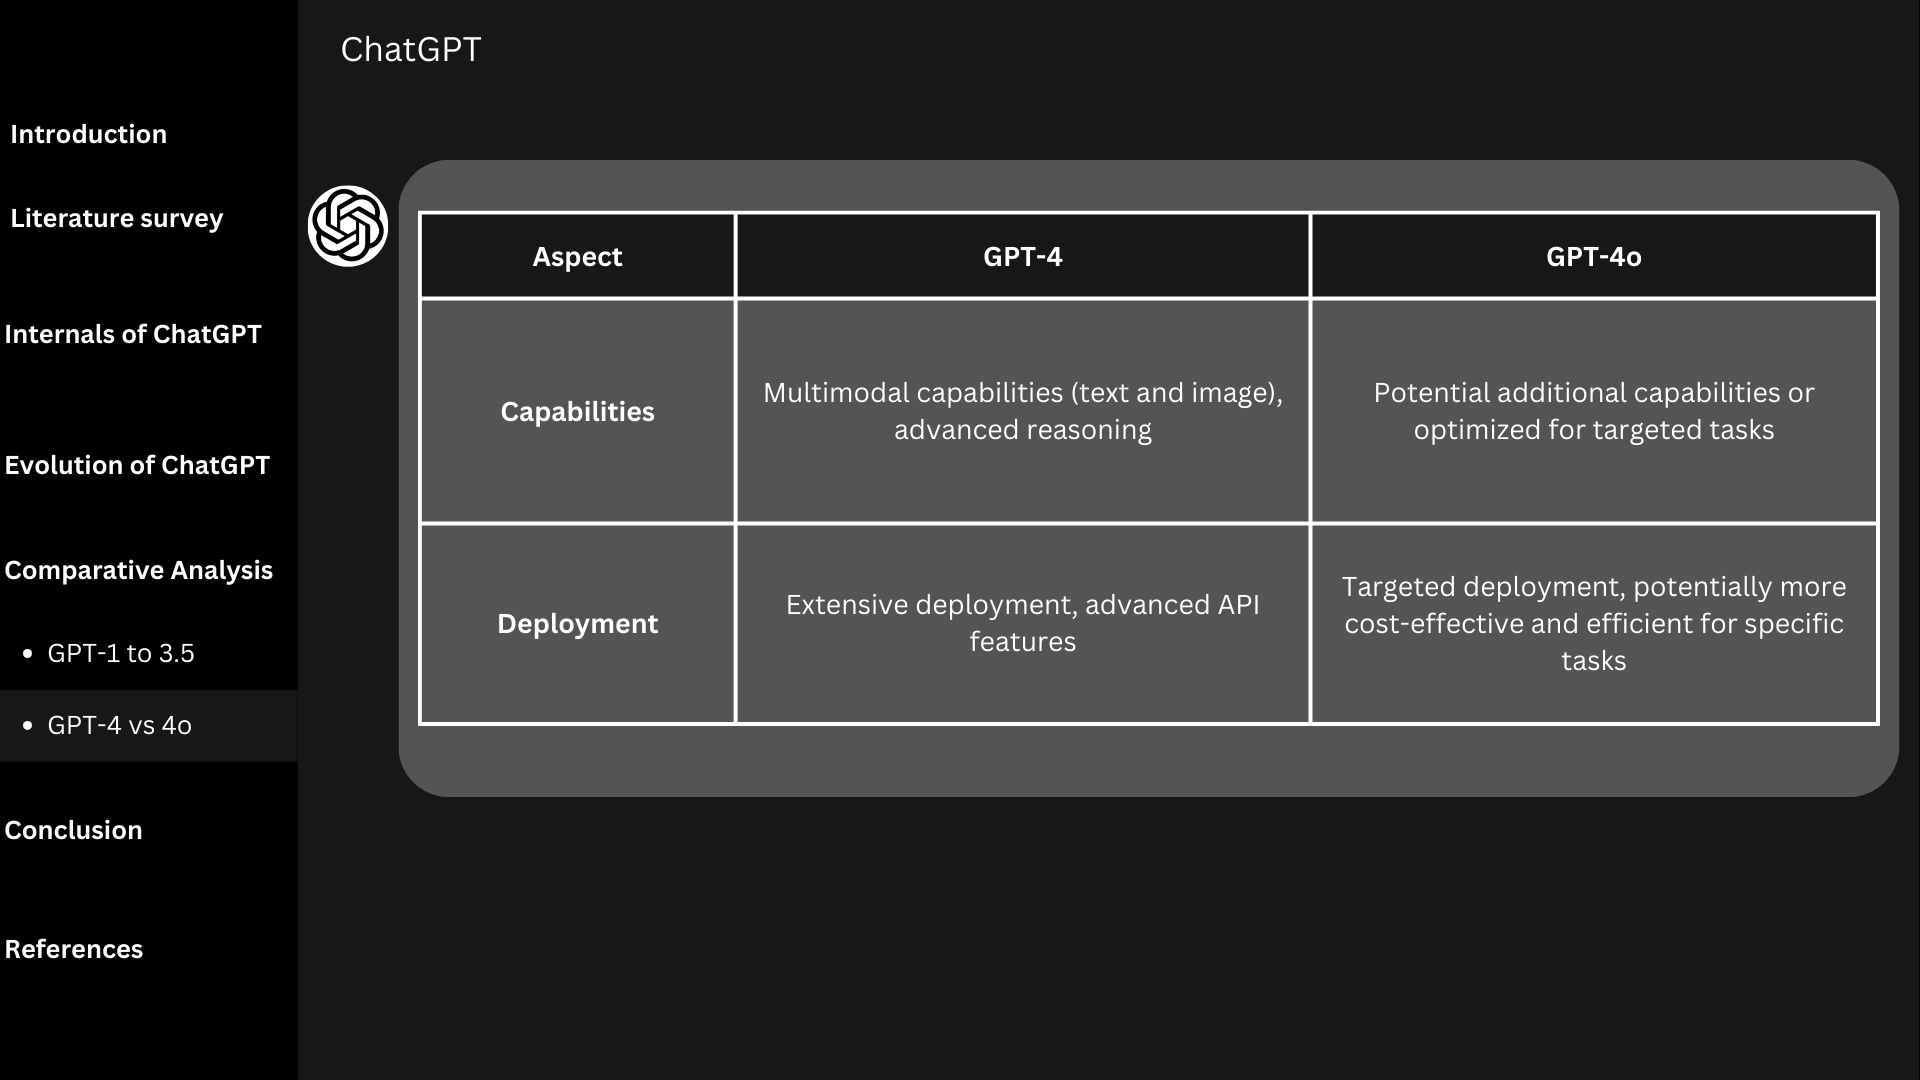 ChatGPT
Introduction
Literature survey
Internals of ChatGPT
Evolution of ChatGPT
Comparative Analysis
• GPT-1 to 3.5
• GPT-4 vs 4o
Conclusion
References
Aspect
GPT-4
GPT-4o
Capabilities
Multimodal capabilities (text and image),
advanced reasoning
Potential additional capabilities or
optimized for targeted tasks
Deployment
Extensive deployment, advanced API
features
Targeted deployment, potentially more
cost-effective and efficient for specific
tasks